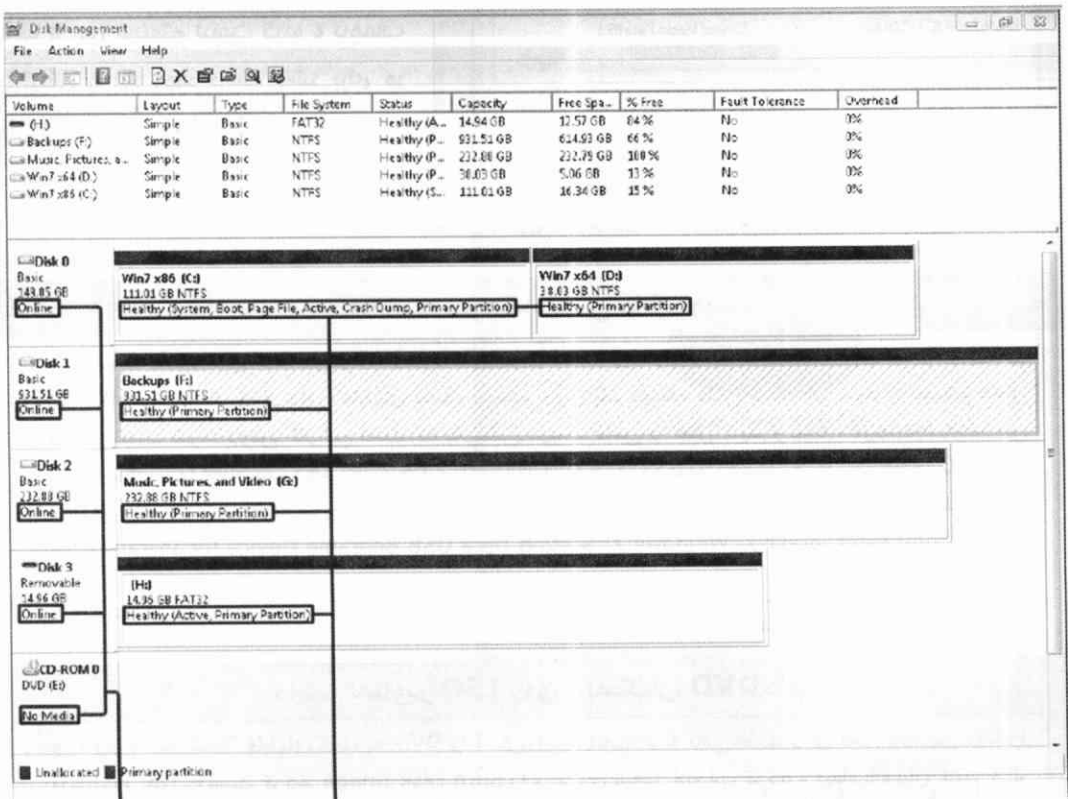 Disk Management
File Action View Help
Volume Layout Type File System Status Capacity Free Spa... % Free Fault Tolerance Overhead
(H:) Simple Basic FAT32 Healthy (A... 14.94 GB 12.57 GB 84 % No 0%
Backups (F:) Simple Basic NTFS Healthy (P... 931.51 GB 614.93 GB 66 % No 0%
Music, Pictures, a... Simple Basic NTFS Healthy (P... 232.88 GB 232.75 GB 100 % No 0%
Win7 x64 (D:) Simple Basic NTFS Healthy (P... 38.03 GB 5.06 GB 13 % No 0%
Win7 x86 (C:) Simple Basic NTFS Healthy (S... 111.01 GB 16.34 GB 15 % No 0%
Disk 0
Basic
149.05 GB
Online
Win7 x86 (C:)
111.01 GB NTFS
Healthy (System, Boot, Page File, Active, Crash Dump, Primary Partition)
Win7 x64 (D:)
38.03 GB NTFS
Healthy (Primary Partition)
Disk 1
Basic
931.51 GB
Online
Backups (F:)
931.51 GB NTFS
Healthy (Primary Partition)
Disk 2
Basic
232.88 GB
Online
Music, Pictures, and Video (G:)
232.88 GB NTFS
Healthy (Primary Partition)
Disk 3
Removable
14.96 GB
Online
(H:)
14.96 GB FAT32
Healthy (Active, Primary Partition)
CD-ROM 0
DVD (E:)
No Media
Unallocated Primary partition